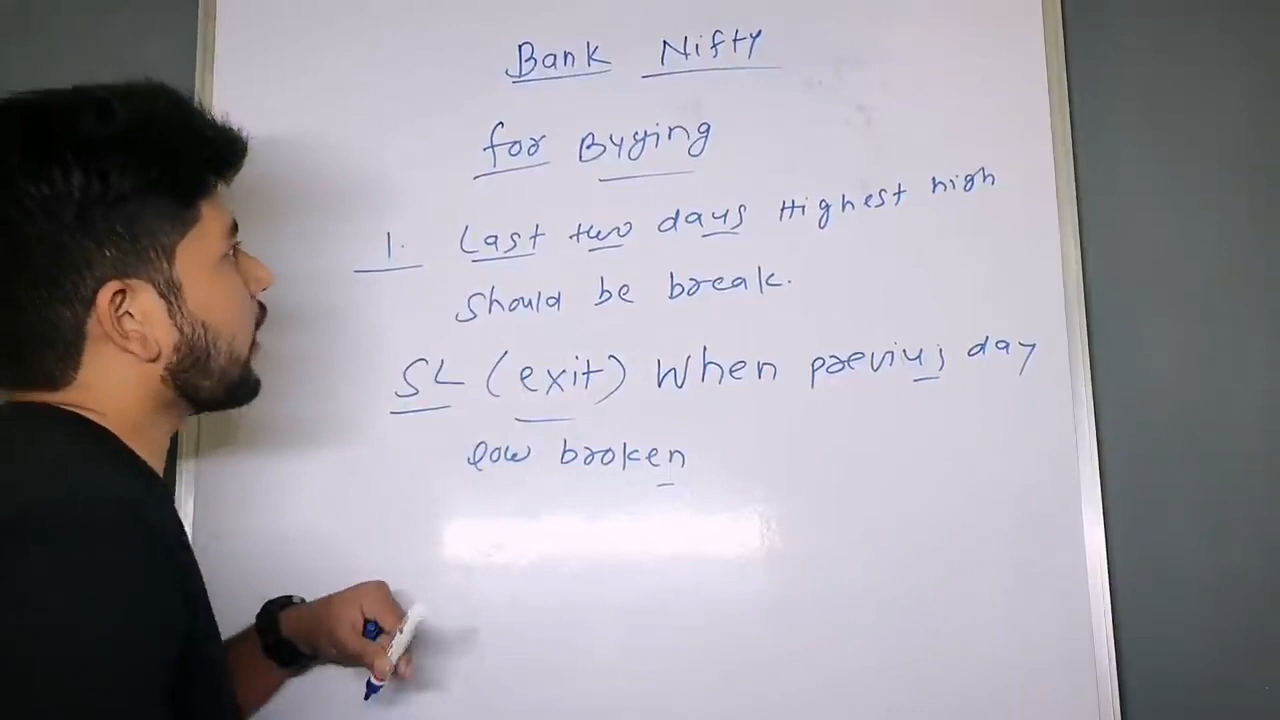 Bank Nifty
for Buying
1. Last two days Highest high
Should be break.
SL (exit) When previus day
low broken